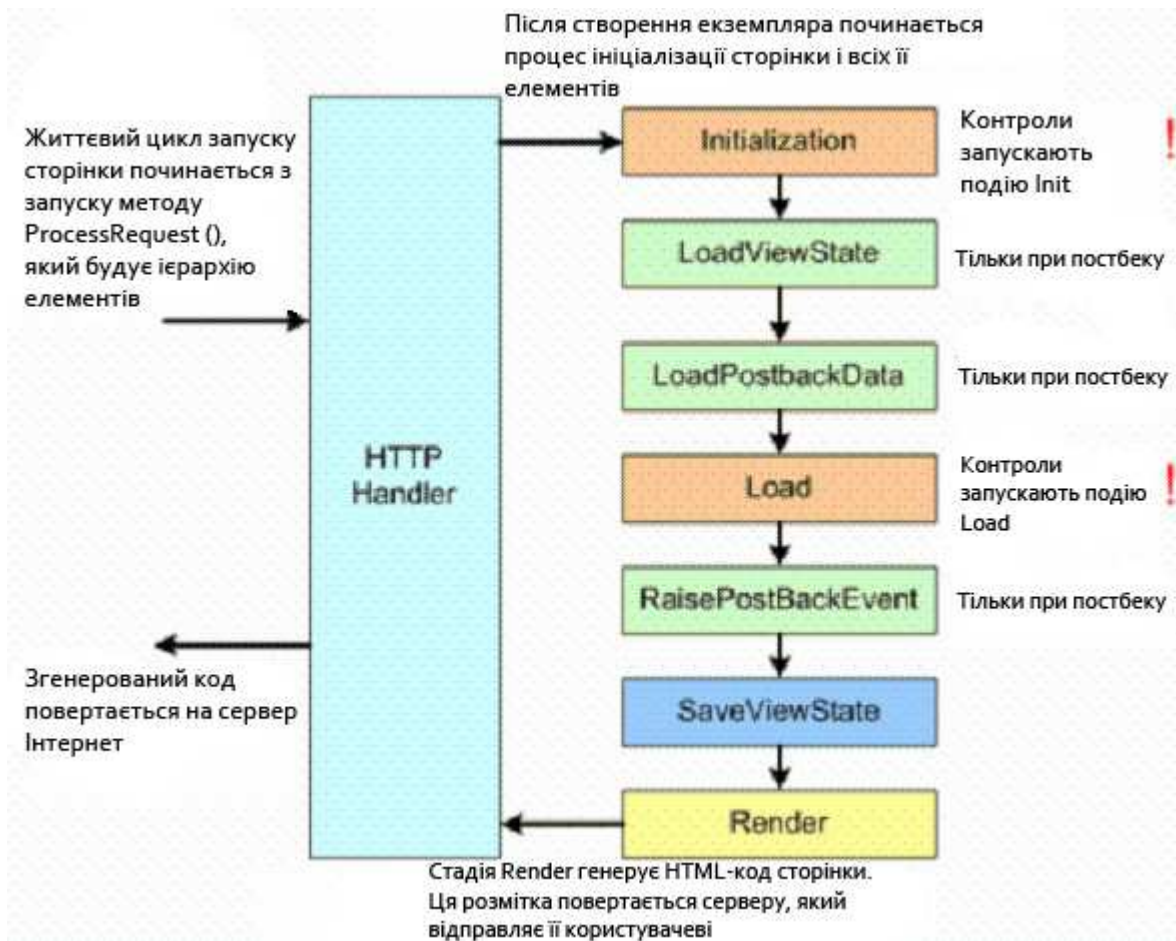 Після створення екземпляра починається
процес ініціалізації сторінки і всіх її
елементів
Життєвий цикл запуску
сторінки починається з
запуску методу
ProcessRequest (),
який будує ієрархію
елементів
Initialization
Контроли
запускають
подію Init
!
LoadViewState
Тільки при постбеку
LoadPostbackData
Тільки при постбеку
HTTP
Handler
Load
Контроли
запускають подію
Load
!
RaisePostBackEvent
Тільки при постбеку
Згенерований код
повертається на сервер
Інтернет
SaveViewState
Render
Стадія Render генерує HTML-код сторінки.
Ця розмітка повертається серверу, який
відправляє її користувачеві